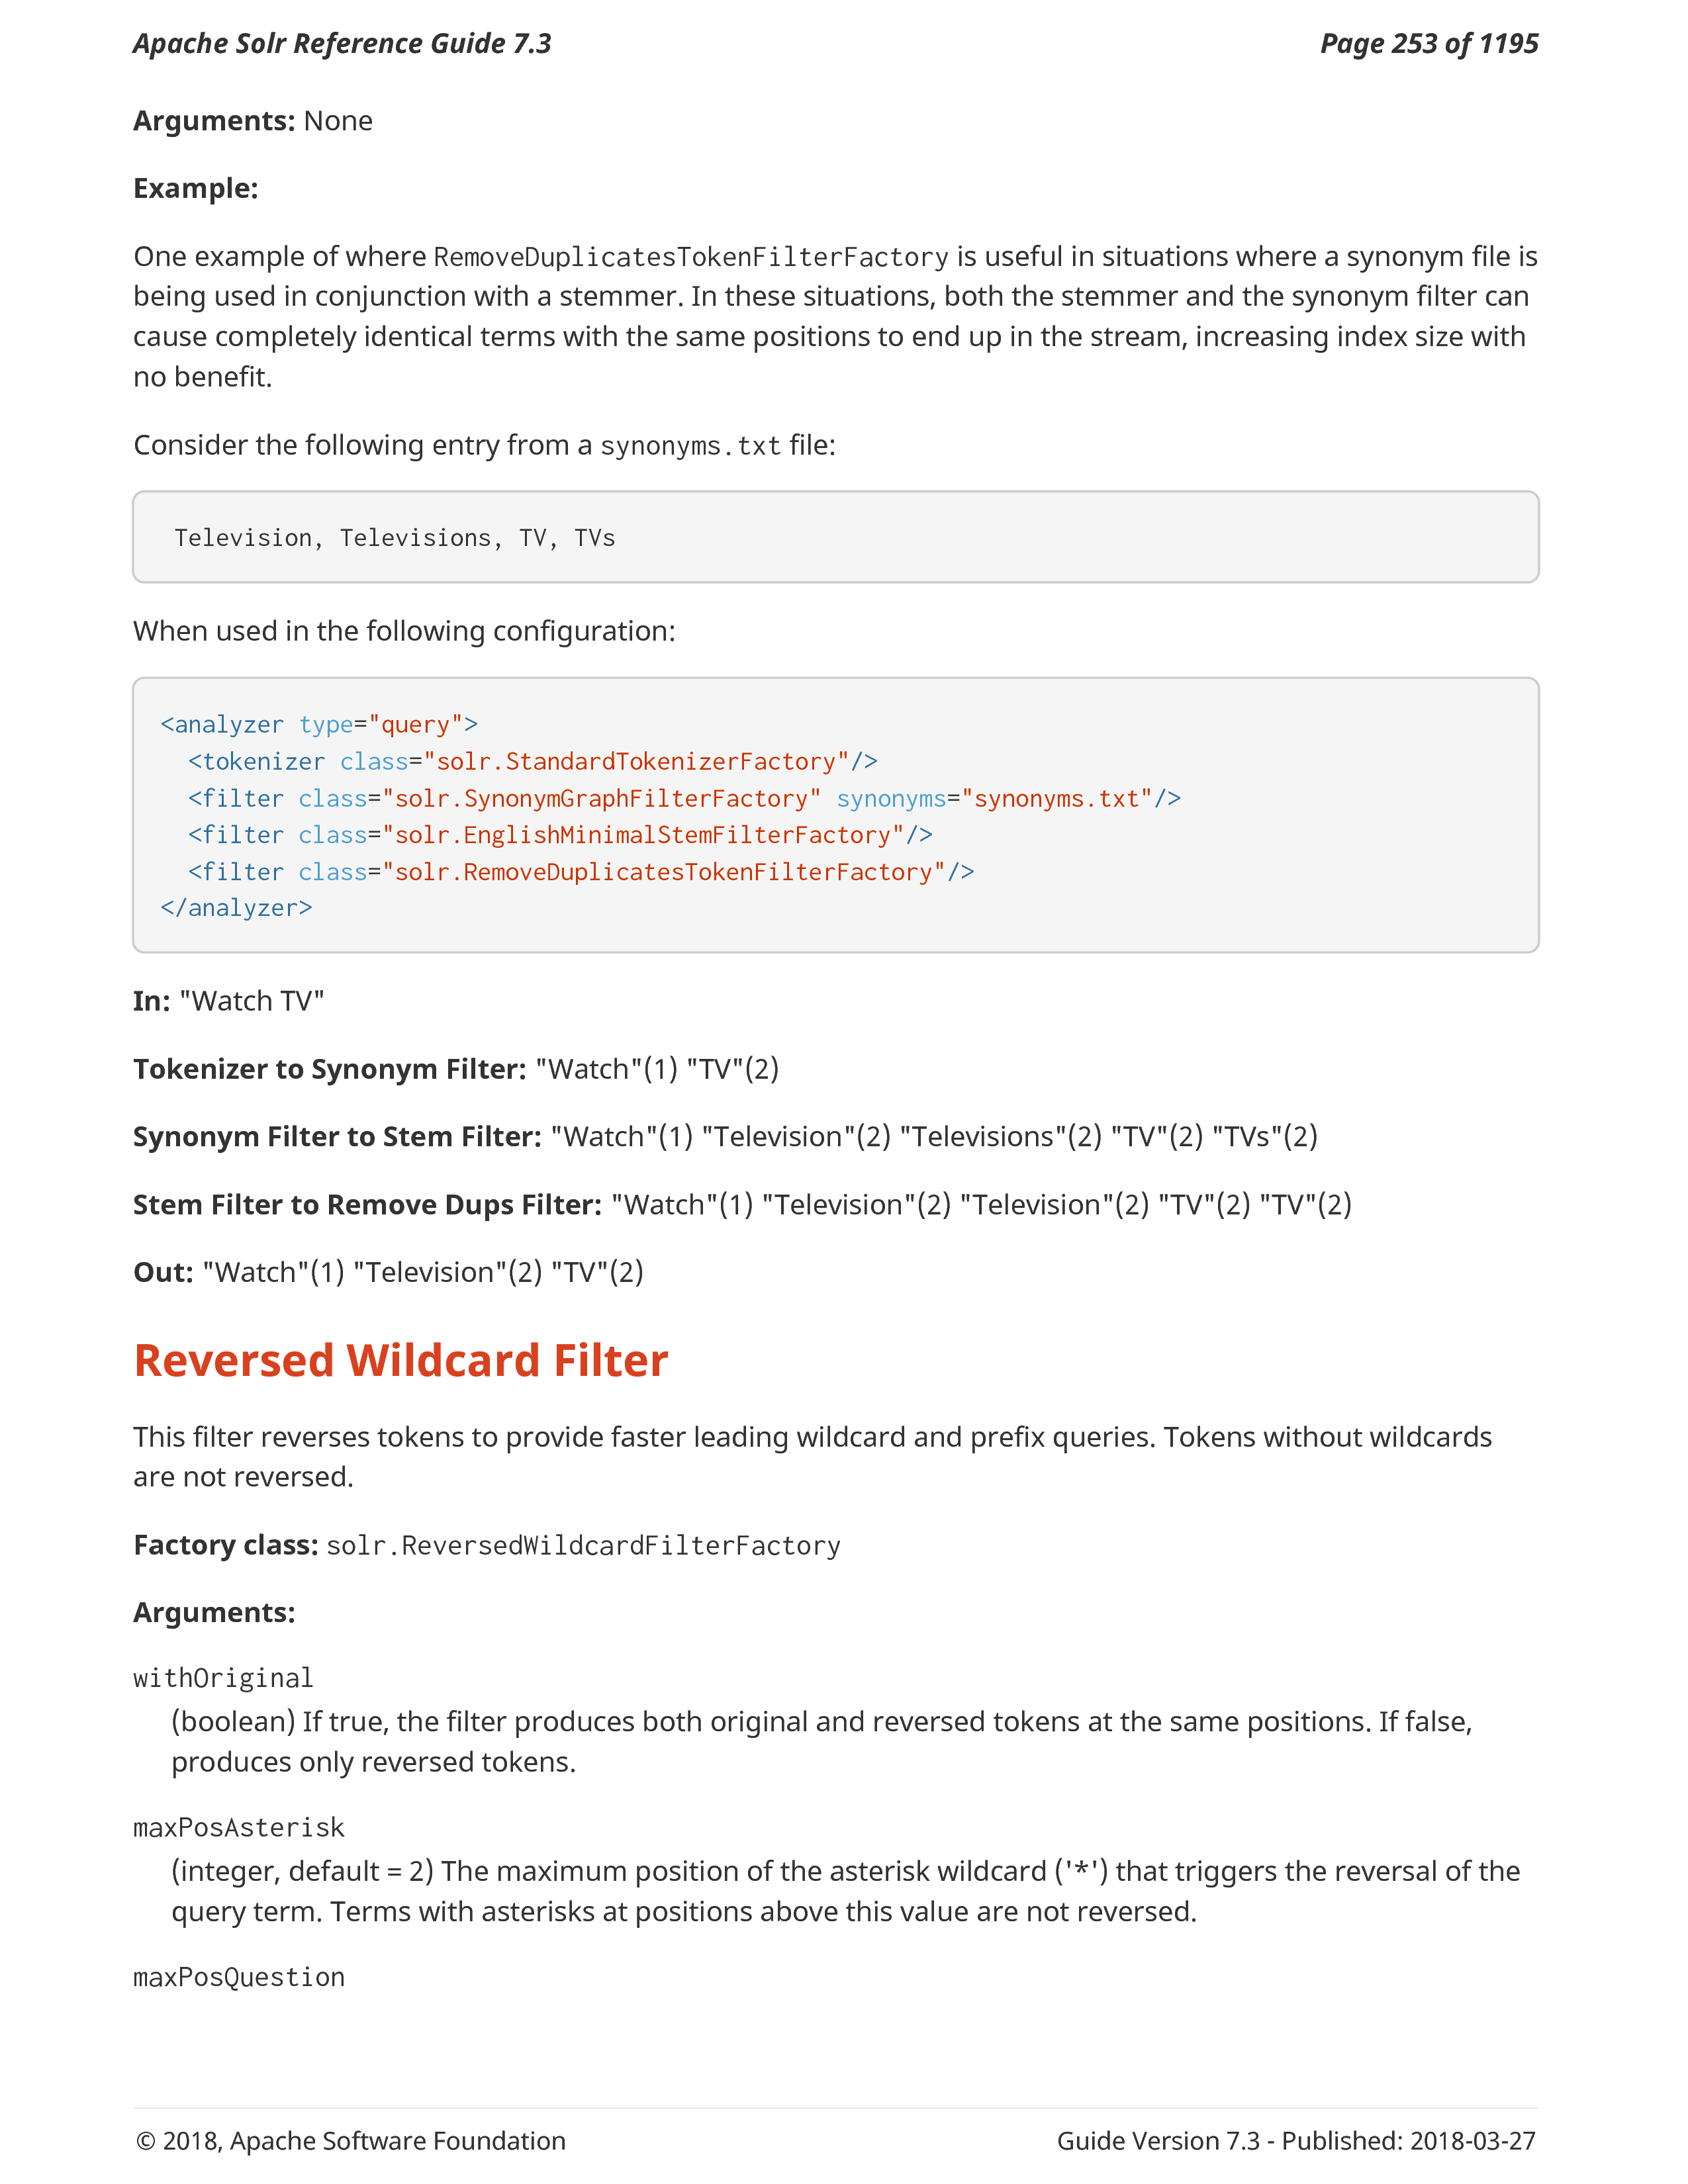 Apache Solr Reference Guide 7.3 Page 253 of 1195
Arguments: None
Example:
One example of where RemoveDuplicatesTokenFilterFactory is useful in situations where a synonym file is
being used in conjunction with a stemmer. In these situations, both the stemmer and the synonym filter can
cause completely identical terms with the same positions to end up in the stream, increasing index size with
no benefit.
Consider the following entry from a synonyms.txt file:
Television, Televisions, TV, TVs
When used in the following configuration:
<analyzer type="query">
<tokenizer class="solr.StandardTokenizerFactory"/>
<filter class="solr.SynonymGraphFilterFactory" synonyms="synonyms.txt"/>
<filter class="solr.EnglishMinimalStemFilterFactory"/>
<filter class="solr.RemoveDuplicatesTokenFilterFactory"/>
</analyzer>
In: "Watch TV"
Tokenizer to Synonym Filter: "Watch"(1) "TV"(2)
Synonym Filter to Stem Filter: "Watch"(1) "Television"(2) "Televisions"(2) "TV"(2) "TVs"(2)
Stem Filter to Remove Dups Filter: "Watch"(1) "Television"(2) "Television"(2) "TV"(2) "TV"(2)
Out: "Watch"(1) "Television"(2) "TV"(2)
Reversed Wildcard Filter
This filter reverses tokens to provide faster leading wildcard and prefix queries. Tokens without wildcards
are not reversed.
Factory class: solr.ReversedWildcardFilterFactory
Arguments:
withOriginal
(boolean) If true, the filter produces both original and reversed tokens at the same positions. If false,
produces only reversed tokens.
maxPosAsterisk
(integer, default = 2) The maximum position of the asterisk wildcard ('*') that triggers the reversal of the
query term. Terms with asterisks at positions above this value are not reversed.
maxPosQuestion
© 2018, Apache Software Foundation Guide Version 7.3 - Published: 2018-03-27